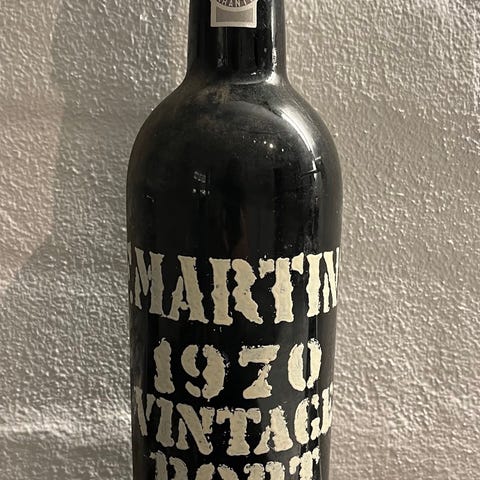 .MARTIN
1970
VINTAGE
PORT